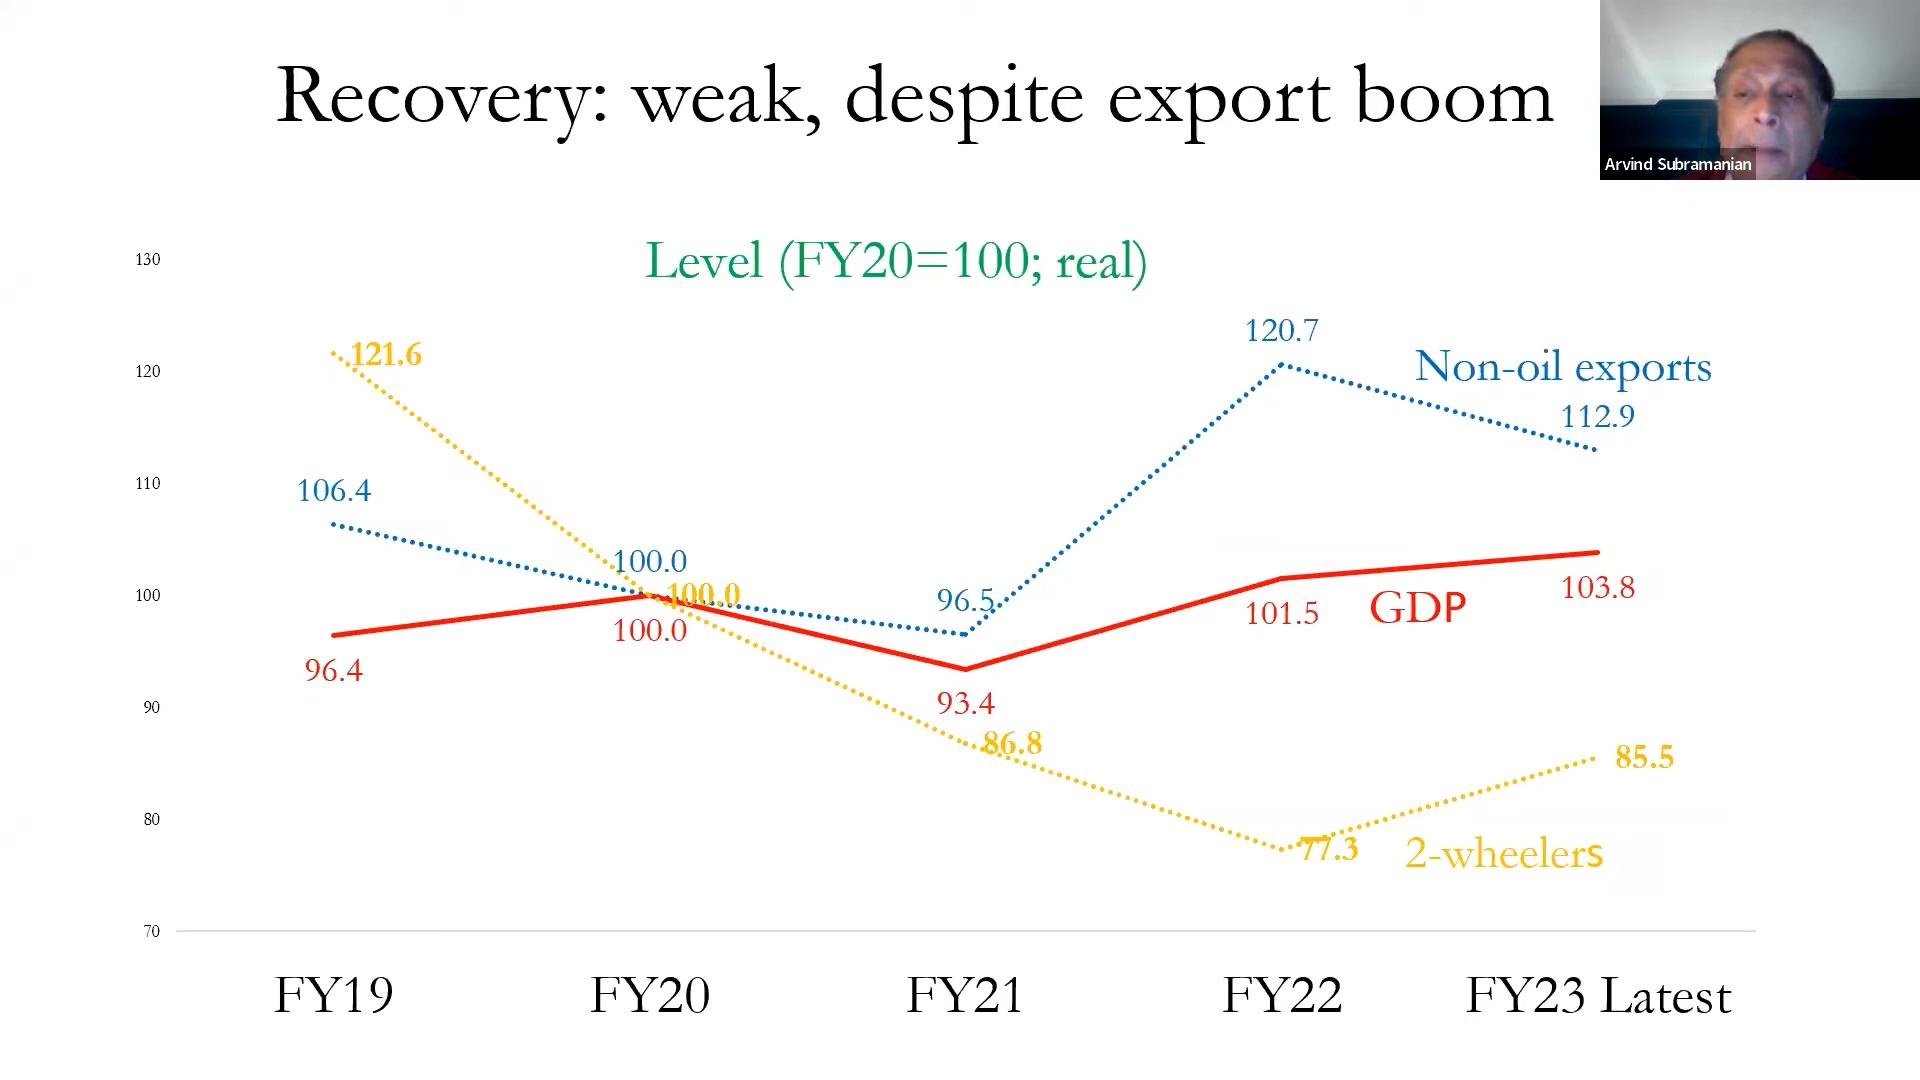 Recovery: weak, despite export boom
Arvind Subramanian
Level (FY20=100; real)
130
120
110
100
90
80
70
121.6
120.7
Non-oil exports
112.9
106.4
100.0
100.0
100.0
96.5
96.4
93.4
101.5
GDP
103.8
86.8
85.5
77.3
2-wheelers
FY19
FY20
FY21
FY22
FY23 Latest